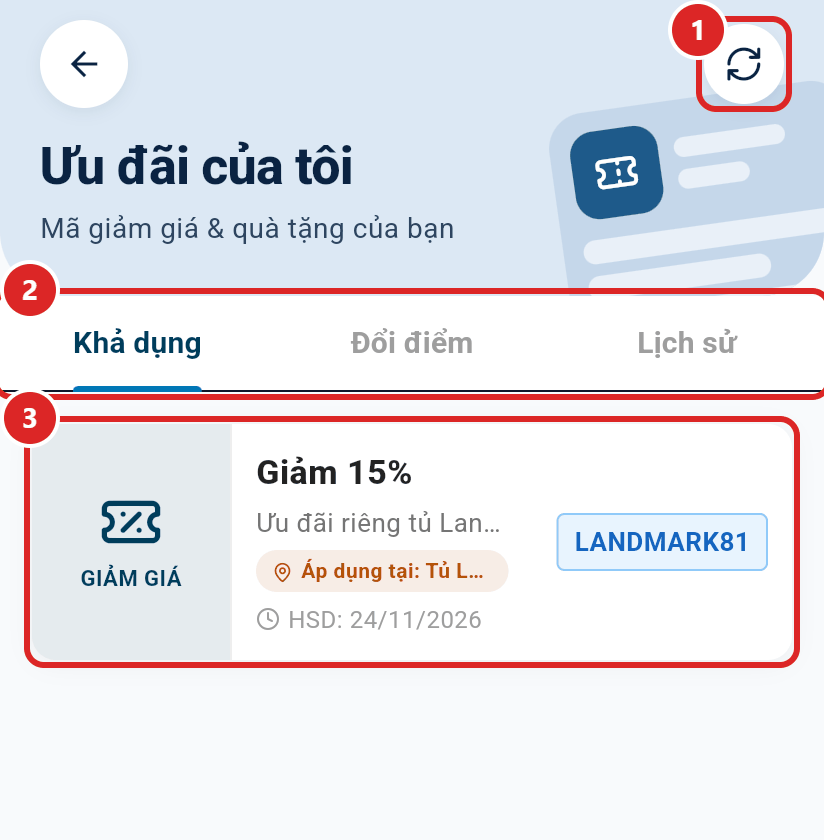 1
Ưu đãi của tôi
Mã giảm giá & quà tặng của bạn
2
Khả dụng
Đổi điểm
Lịch sử
3
GIẢM GIÁ
Giảm 15%
Ưu đãi riêng tủ Lan...
Áp dụng tại: Tủ L...
HSD: 24/11/2026
LANDMARK81